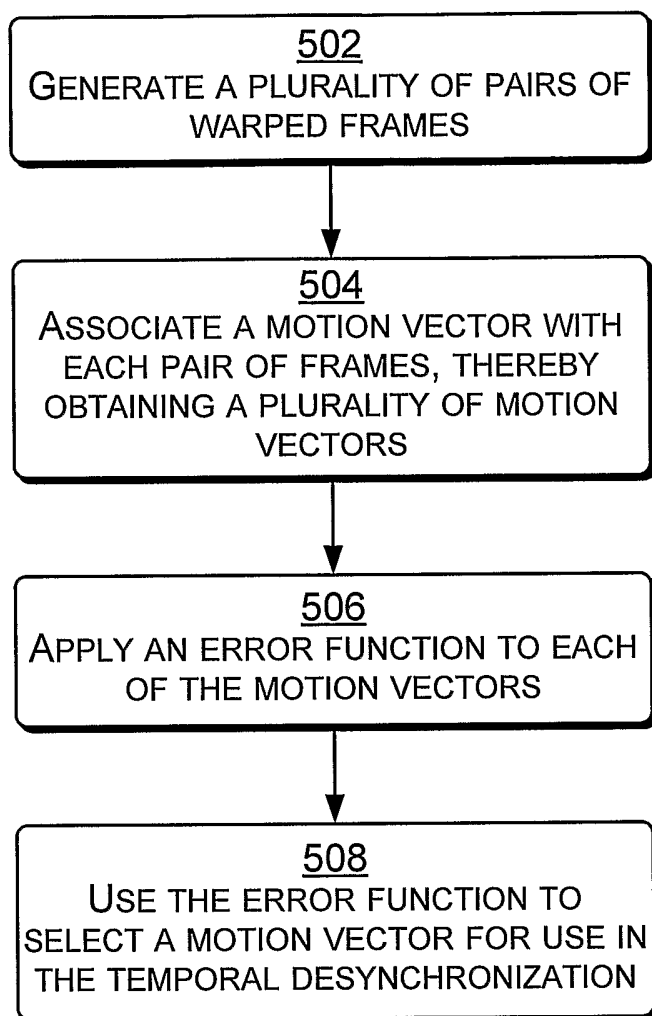 502
GENERATE A PLURALITY OF PAIRS OF
WARPED FRAMES
504
ASSOCIATE A MOTION VECTOR WITH
EACH PAIR OF FRAMES, THEREBY
OBTAINING A PLURALITY OF MOTION
VECTORS
506
APPLY AN ERROR FUNCTION TO EACH
OF THE MOTION VECTORS
508
USE THE ERROR FUNCTION TO
SELECT A MOTION VECTOR FOR USE IN
THE TEMPORAL DESYNCHRONIZATION